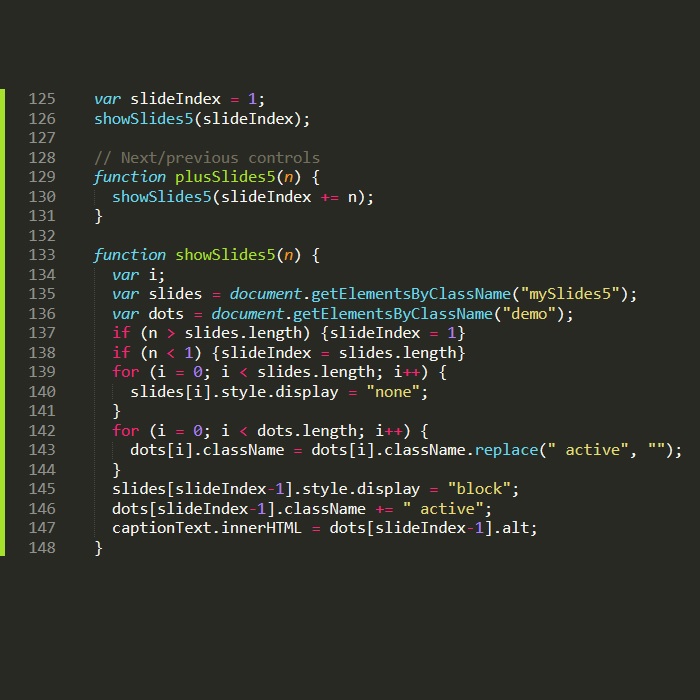 125 var slideIndex = 1;
126 showSlides5(slideIndex);
127
128 // Next/previous controls
129 function plusSlides5(n) {
130 showSlides5(slideIndex += n);
131 }
132
133 function showSlides5(n) {
134 var i;
135 var slides = document.getElementsByClassName("mySlides5");
136 var dots = document.getElementsByClassName("demo");
137 if (n > slides.length) {slideIndex = 1}
138 if (n < 1) {slideIndex = slides.length}
139 for (i = 0; i < slides.length; i++) {
140 slides[i].style.display = "none";
141 }
142 for (i = 0; i < dots.length; i++) {
143 dots[i].className = dots[i].className.replace(" active", "");
144 }
145 slides[slideIndex-1].style.display = "block";
146 dots[slideIndex-1].className += " active";
147 captionText.innerHTML = dots[slideIndex-1].alt;
148 }